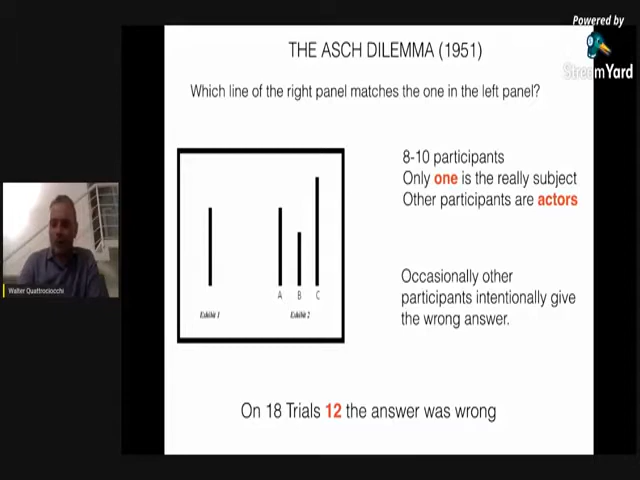 Powered by
StreamYard
THE ASCH DILEMMA (1951)
Which line of the right panel matches the one in the left panel?
8-10 participants
Only one is the really subject
Other participants are actors
A B C
Exhibit 1 Exhibit 2
Occasionally other
participants intentionally give
the wrong answer.
Walter Quattrociocchi
On 18 Trials 12 the answer was wrong